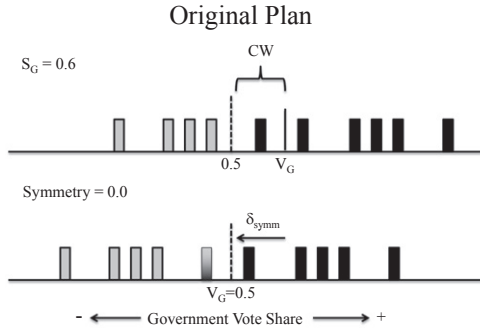 Original Plan
CW
S_G = 0.6
0.5
V_G
Symmetry = 0.0
δ_symm
V_G=0.5
- Government Vote Share +